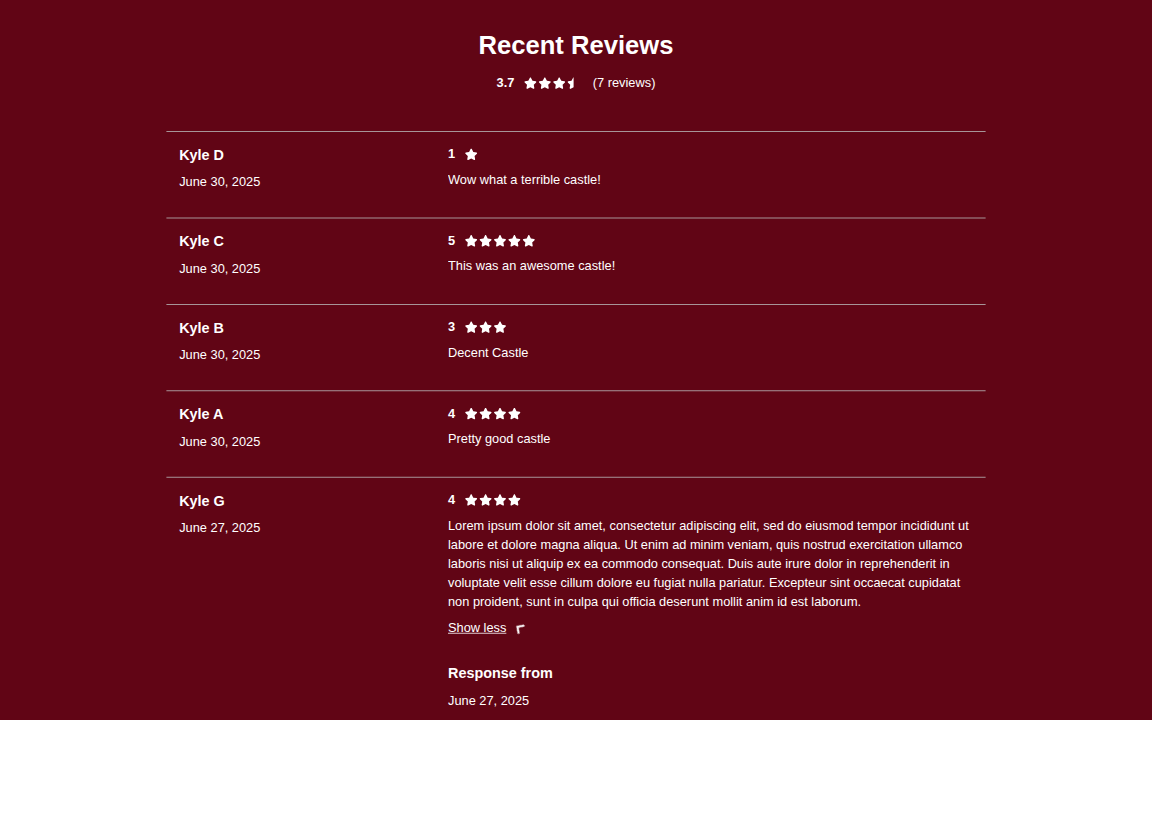 Recent Reviews
3.7 (7 reviews)
Kyle D
June 30, 2025
1
Wow what a terrible castle!
Kyle C
June 30, 2025
5
This was an awesome castle!
Kyle B
June 30, 2025
3
Decent Castle
Kyle A
June 30, 2025
4
Pretty good castle
Kyle G
June 27, 2025
4
Lorem ipsum dolor sit amet, consectetur adipiscing elit, sed do eiusmod tempor incididunt ut
labore et dolore magna aliqua. Ut enim ad minim veniam, quis nostrud exercitation ullamco
laboris nisi ut aliquip ex ea commodo consequat. Duis aute irure dolor in reprehenderit in
voluptate velit esse cillum dolore eu fugiat nulla pariatur. Excepteur sint occaecat cupidatat
non proident, sunt in culpa qui officia deserunt mollit anim id est laborum.
Show less
Response from
June 27, 2025